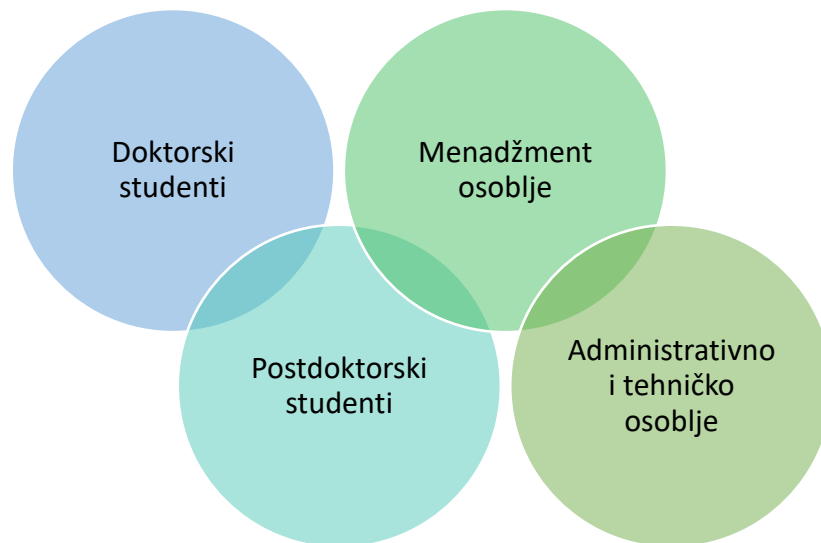 Doktorski
studenti
Menadžment
osoblje
Postdoktorski
studenti
Administrativno
i tehničko
osoblje